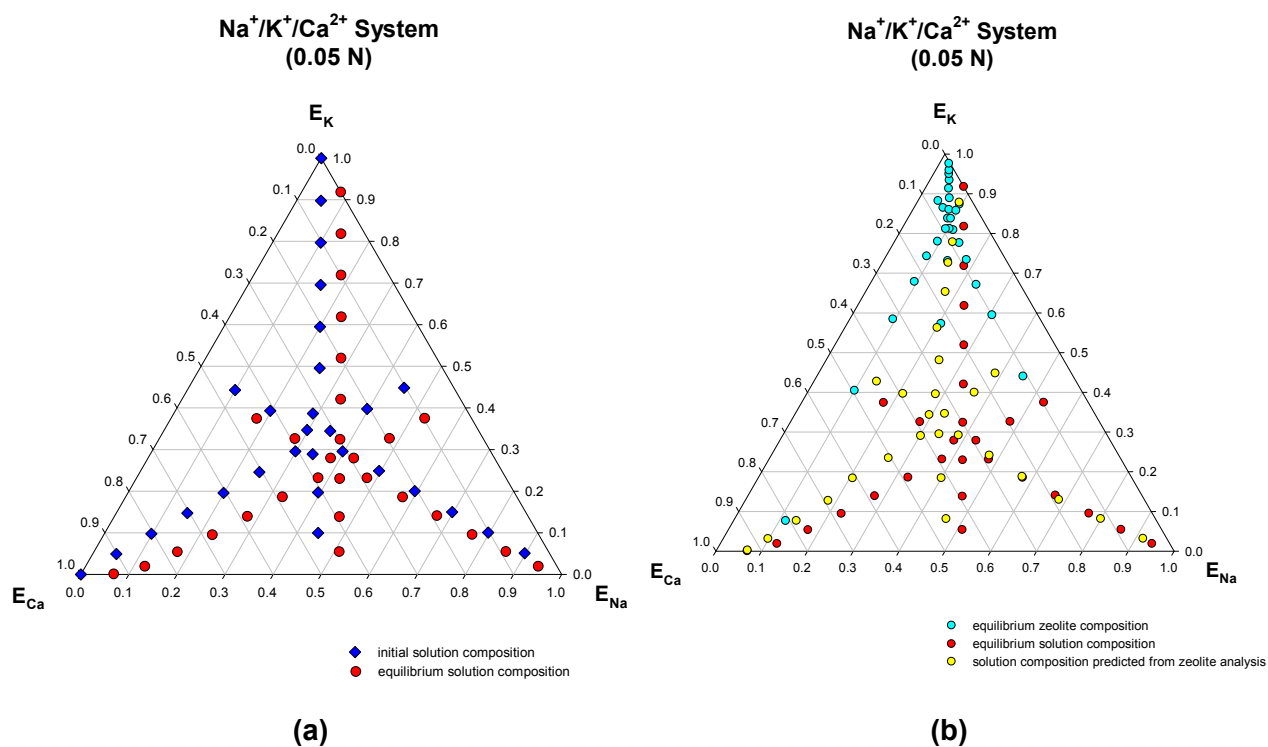 Na⁺/K⁺/Ca²⁺ System
(0.05 N)
E_K
0.0 1.0
0.1 0.9
0.2 0.8
0.3 0.7
0.4 0.6
0.5 0.5
0.6 0.4
0.7 0.3
0.8 0.2
0.9 0.1
1.0 0.0
E_Ca E_Na
0.0 0.1 0.2 0.3 0.4 0.5 0.6 0.7 0.8 0.9 1.0
initial solution composition
equilibrium solution composition
(a)
Na⁺/K⁺/Ca²⁺ System
(0.05 N)
E_K
0.0 1.0
0.1 0.9
0.2 0.8
0.3 0.7
0.4 0.6
0.5 0.5
0.6 0.4
0.7 0.3
0.8 0.2
0.9 0.1
1.0 0.0
E_Ca E_Na
0.0 0.1 0.2 0.3 0.4 0.5 0.6 0.7 0.8 0.9 1.0
equilibrium zeolite composition
equilibrium solution composition
solution composition predicted from zeolite analysis
(b)